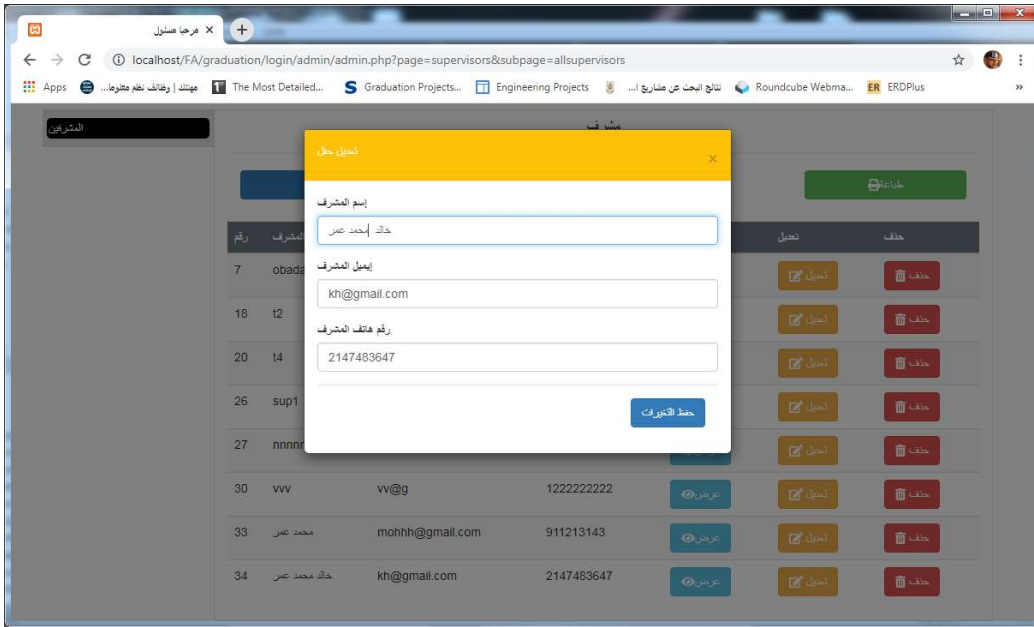 مرحبا مسئول
localhost/FA/graduation/login/admin/admin.php?page=supervisors&subpage=allsupervisors
Apps
مهنتك | وظائف نظم معلوما...
The Most Detailed...
Graduation Projects...
Engineering Projects
نتائج البحث عن مشاريع ا...
Roundcube Webma...
ER ERDPlus
»
المشرفين
مشرف
تعديل حقل
×
طباعة
إسم المشرف
خالد محمد عمر
إيميل المشرف
kh@gmail.com
رقم هاتف المشرف
2147483647
حفظ التغيرات
رقم المشرف تعديل حذف
7 obada تعديل حذف
18 t2 تعديل حذف
20 t4 تعديل حذف
26 sup1 تعديل حذف
27 nnnnr تعديل حذف
30 vvv vv@g 1222222222 عرض تعديل حذف
33 محمد عمر mohhh@gmail.com 911213143 عرض تعديل حذف
34 خالد محمد عمر kh@gmail.com 2147483647 عرض تعديل حذف